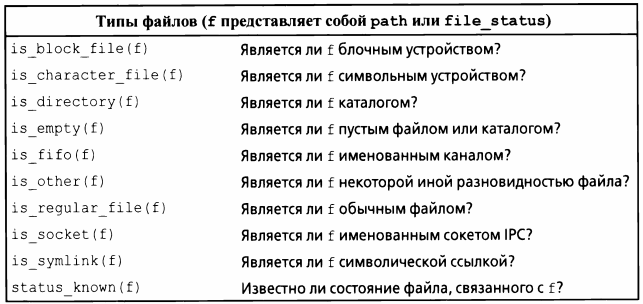 Типы файлов (f представляет собой path или file_status)
is_block_file(f) Является ли f блочным устройством?
is_character_file(f) Является ли f символьным устройством?
is_directory(f) Является ли f каталогом?
is_empty(f) Является ли f пустым файлом или каталогом?
is_fifo(f) Является ли f именованным каналом?
is_other(f) Является ли f некоторой иной разновидностью файла?
is_regular_file(f) Является ли f обычным файлом?
is_socket(f) Является ли f именованным сокетом IPC?
is_symlink(f) Является ли f символической ссылкой?
status_known(f) Известно ли состояние файла, связанного с f?